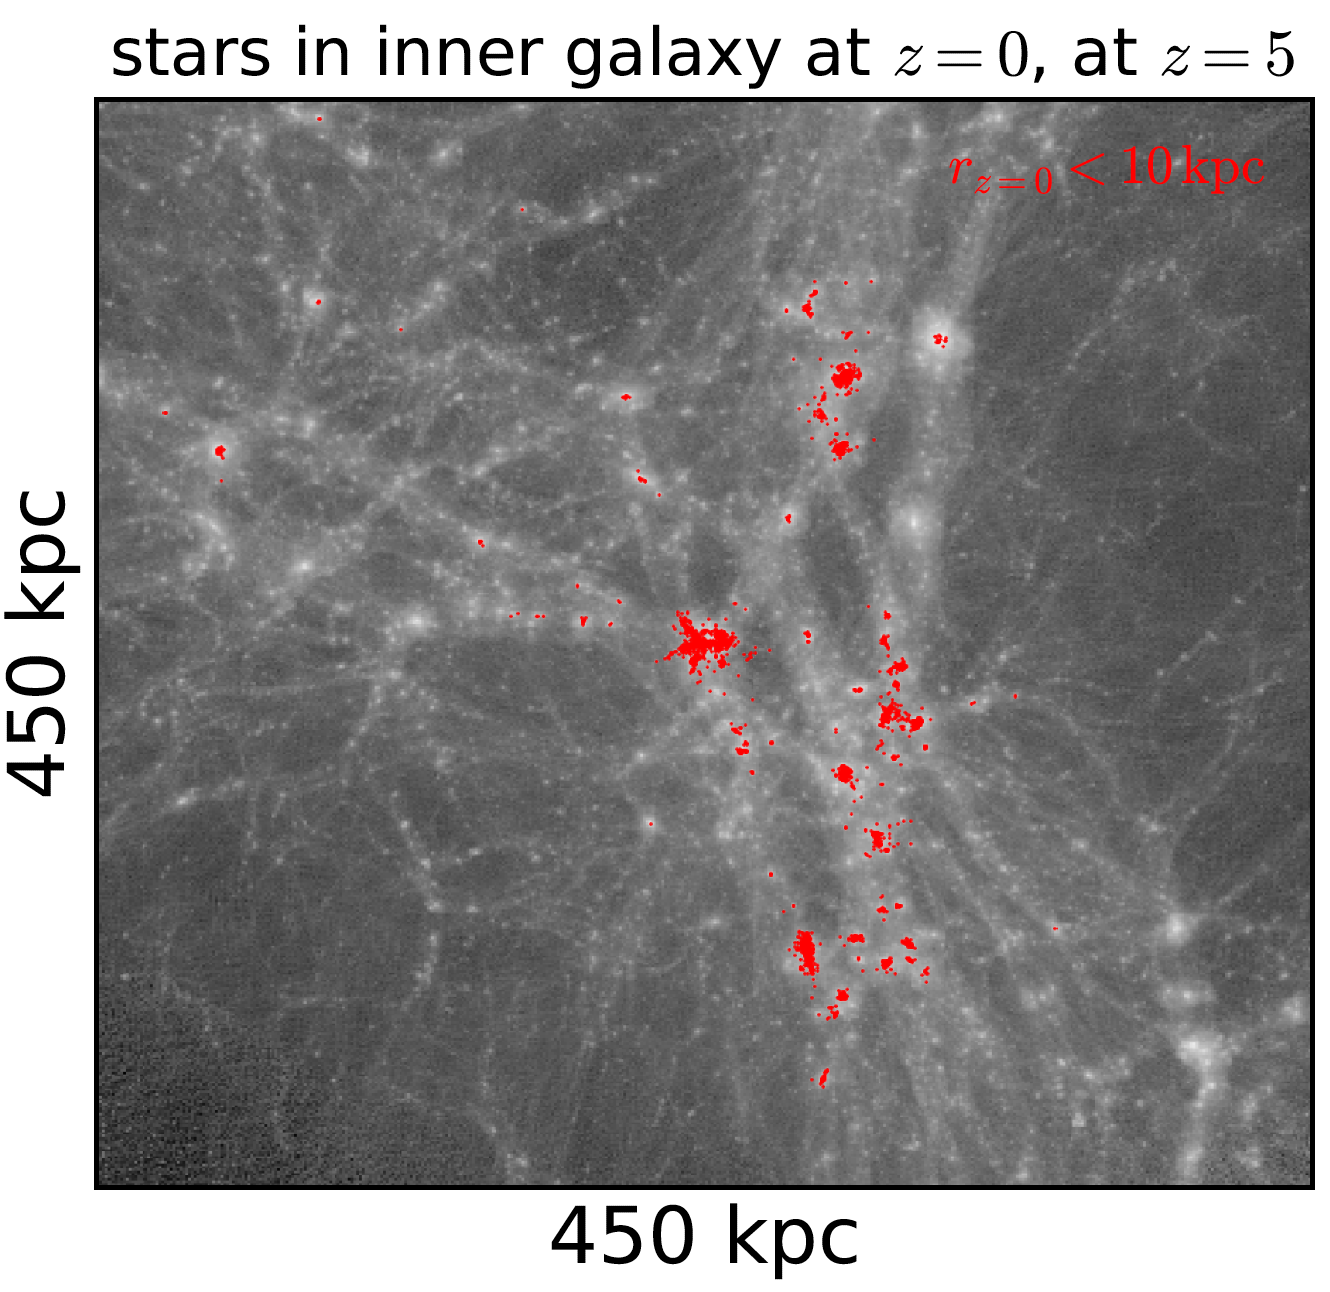 stars in inner galaxy at z = 0, at z = 5
r_{z=0} < 10 kpc
450 kpc
450 kpc